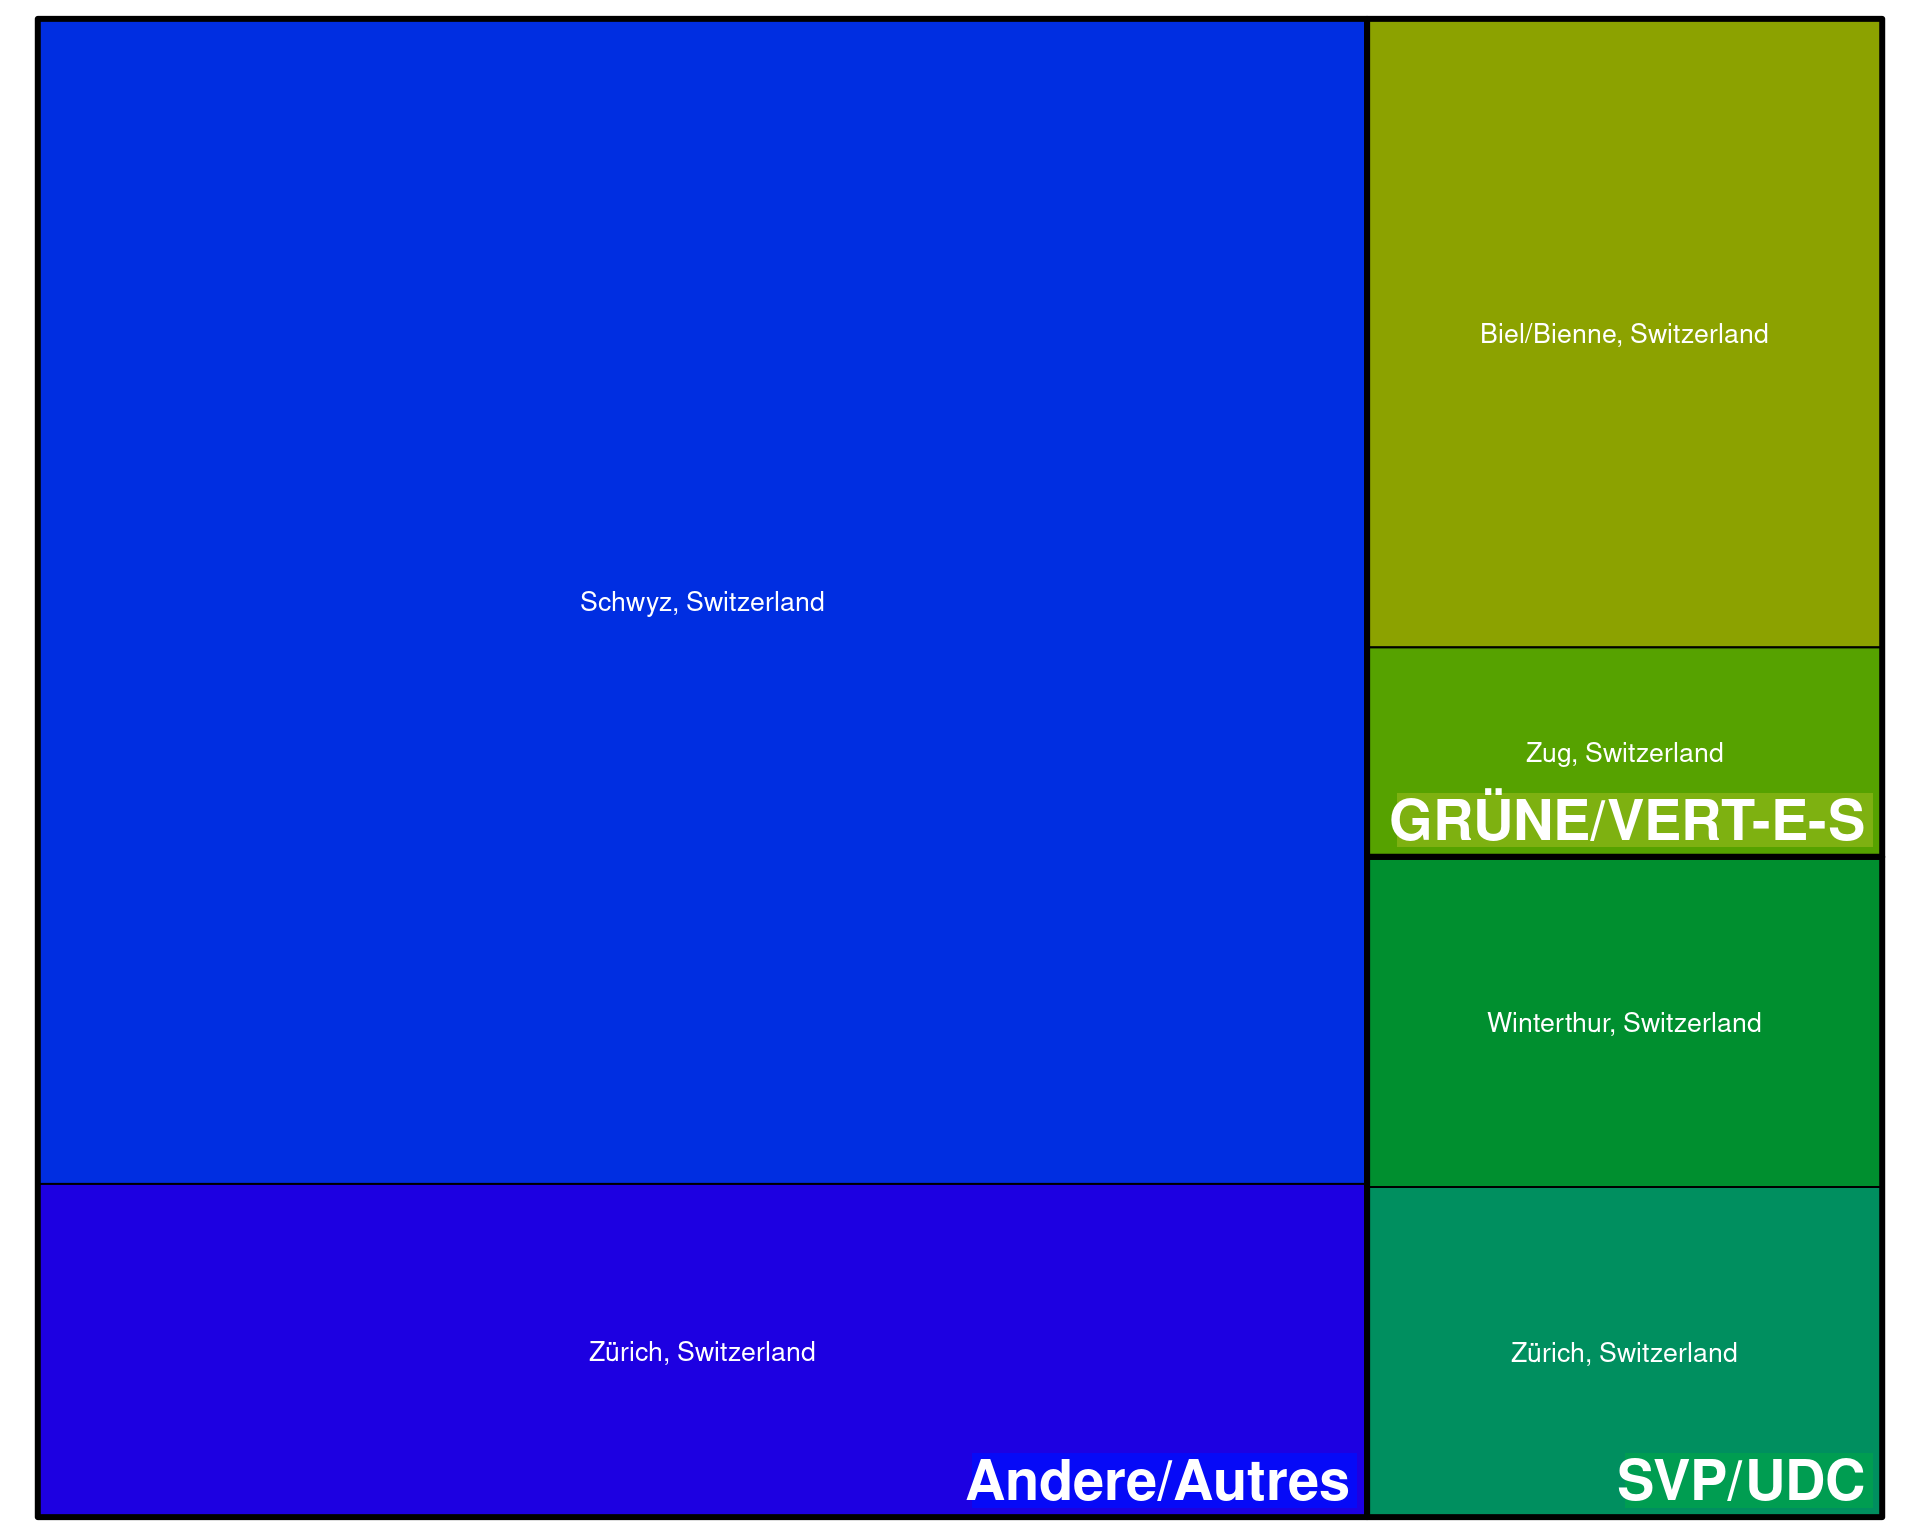 Schwyz, Switzerland
Zürich, Switzerland
Andere/Autres
Biel/Bienne, Switzerland
Zug, Switzerland
GRÜNE/VERT-E-S
Winterthur, Switzerland
Zürich, Switzerland
SVP/UDC